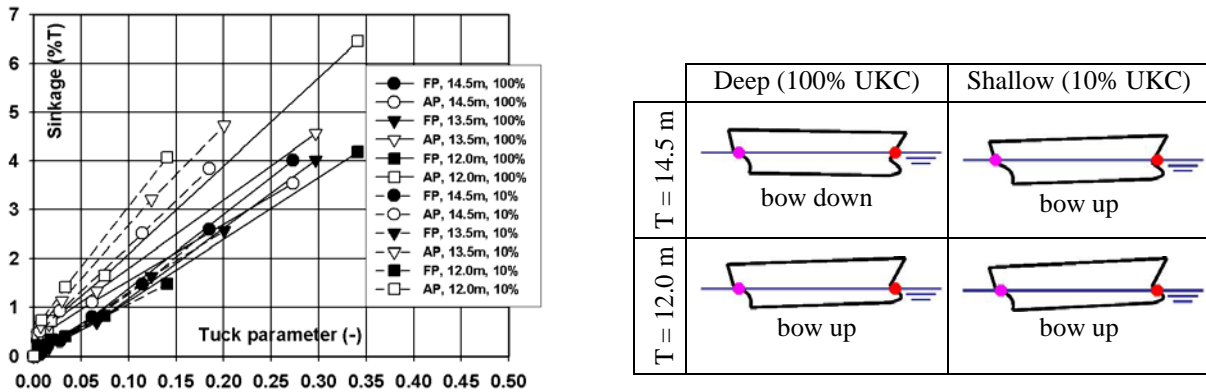 7
6
5
4
3
2
1
0
Sinkage (%T)
Tuck parameter (-)
0.00 0.05 0.10 0.15 0.20 0.25 0.30 0.35 0.40 0.45 0.50
FP, 14.5m, 100%
AP, 14.5m, 100%
FP, 13.5m, 100%
AP, 13.5m, 100%
FP, 12.0m, 100%
AP, 12.0m, 100%
FP, 14.5m, 10%
AP, 14.5m, 10%
FP, 13.5m, 10%
AP, 13.5m, 10%
FP, 12.0m, 10%
AP, 12.0m, 10%
Deep (100% UKC) Shallow (10% UKC)
T = 14.5 m
bow down
bow up
T = 12.0 m
bow up
bow up